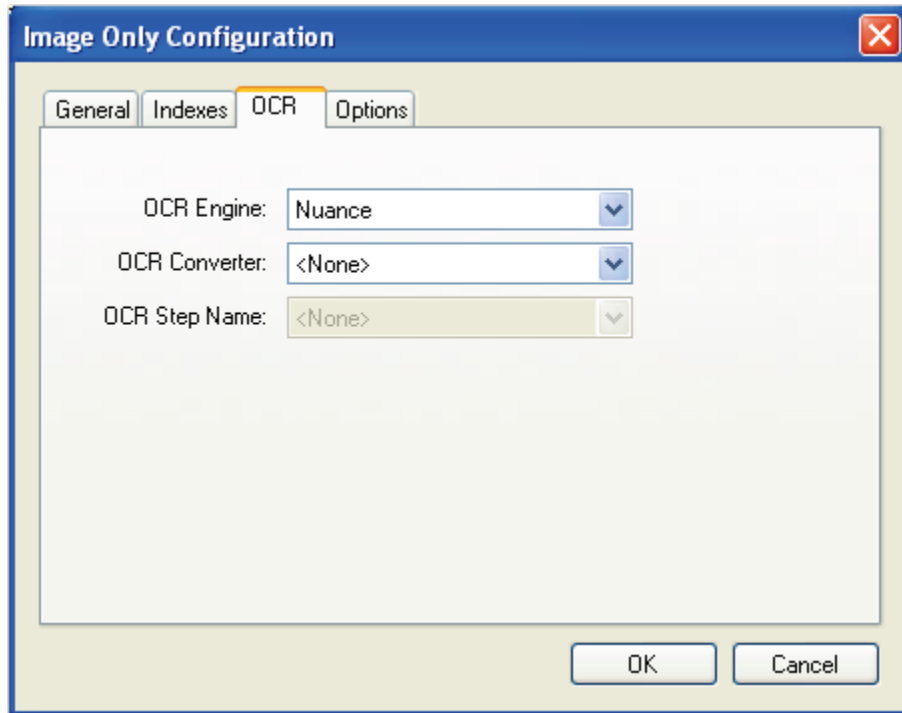 Image Only Configuration
General Indexes OCR Options
OCR Engine: Nuance
OCR Converter: <None>
OCR Step Name: <None>
OK Cancel